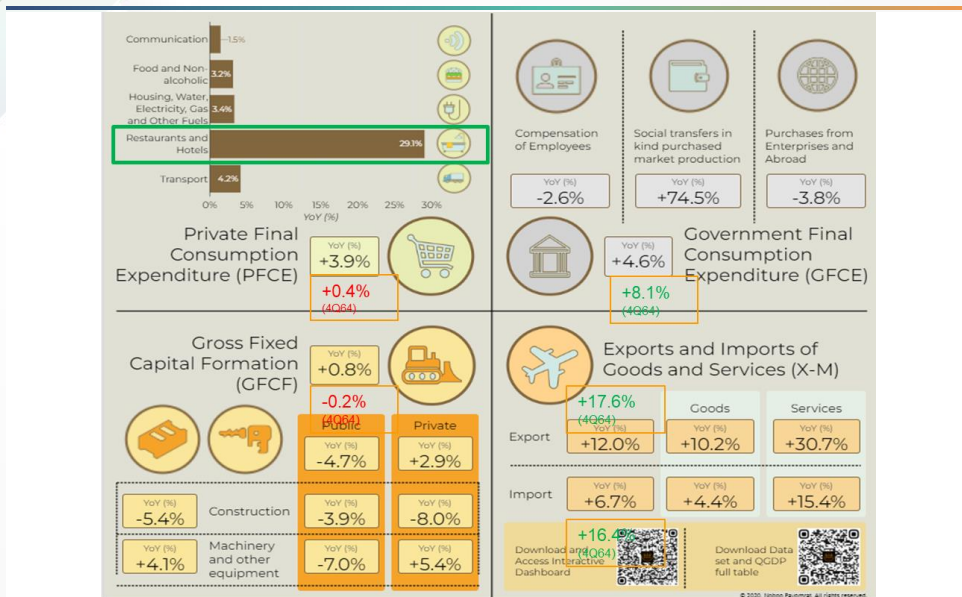 Communication
1.5%
Food and Non-
alcoholic
3.2%
Housing, Water,
Electricity, Gas
and Other Fuels
3.4%
Restaurants and
Hotels
29.1%
Transport
4.2%
0% 5% 10% 15% 20% 25% 30%
YoY (%)
Private Final
Consumption
Expenditure (PFCE)
YoY (%)
+3.9%
+0.4%
(4Q64)
Compensation
of Employees
YoY (%)
-2.6%
Social transfers in
kind purchased
market production
YoY (%)
+74.5%
Purchases from
Enterprises and
Abroad
YoY (%)
-3.8%
YoY (%)
+4.6%
Government Final
Consumption
Expenditure (GFCE)
+8.1%
(4Q64)
Gross Fixed
Capital Formation
(GFCF)
YoY (%)
+0.8%
-0.2%
(4Q64)
Public
Private
YoY (%)
-4.7%
YoY (%)
+2.9%
YoY (%)
-5.4%
Construction
YoY (%)
-3.9%
YoY (%)
-8.0%
YoY (%)
+4.1%
Machinery
and other
equipment
YoY (%)
-7.0%
YoY (%)
+5.4%
Exports and Imports of
Goods and Services (X-M)
+17.6%
(4Q64)
Goods
Services
Export
YoY (%)
+12.0%
YoY (%)
+10.2%
YoY (%)
+30.7%
Import
YoY (%)
+6.7%
YoY (%)
+4.4%
YoY (%)
+15.4%
+16.4%
(4Q64)
Download and
Access Interactive
Dashboard
Download Data
set and QGDP
full table
© 2020, All rights reserved